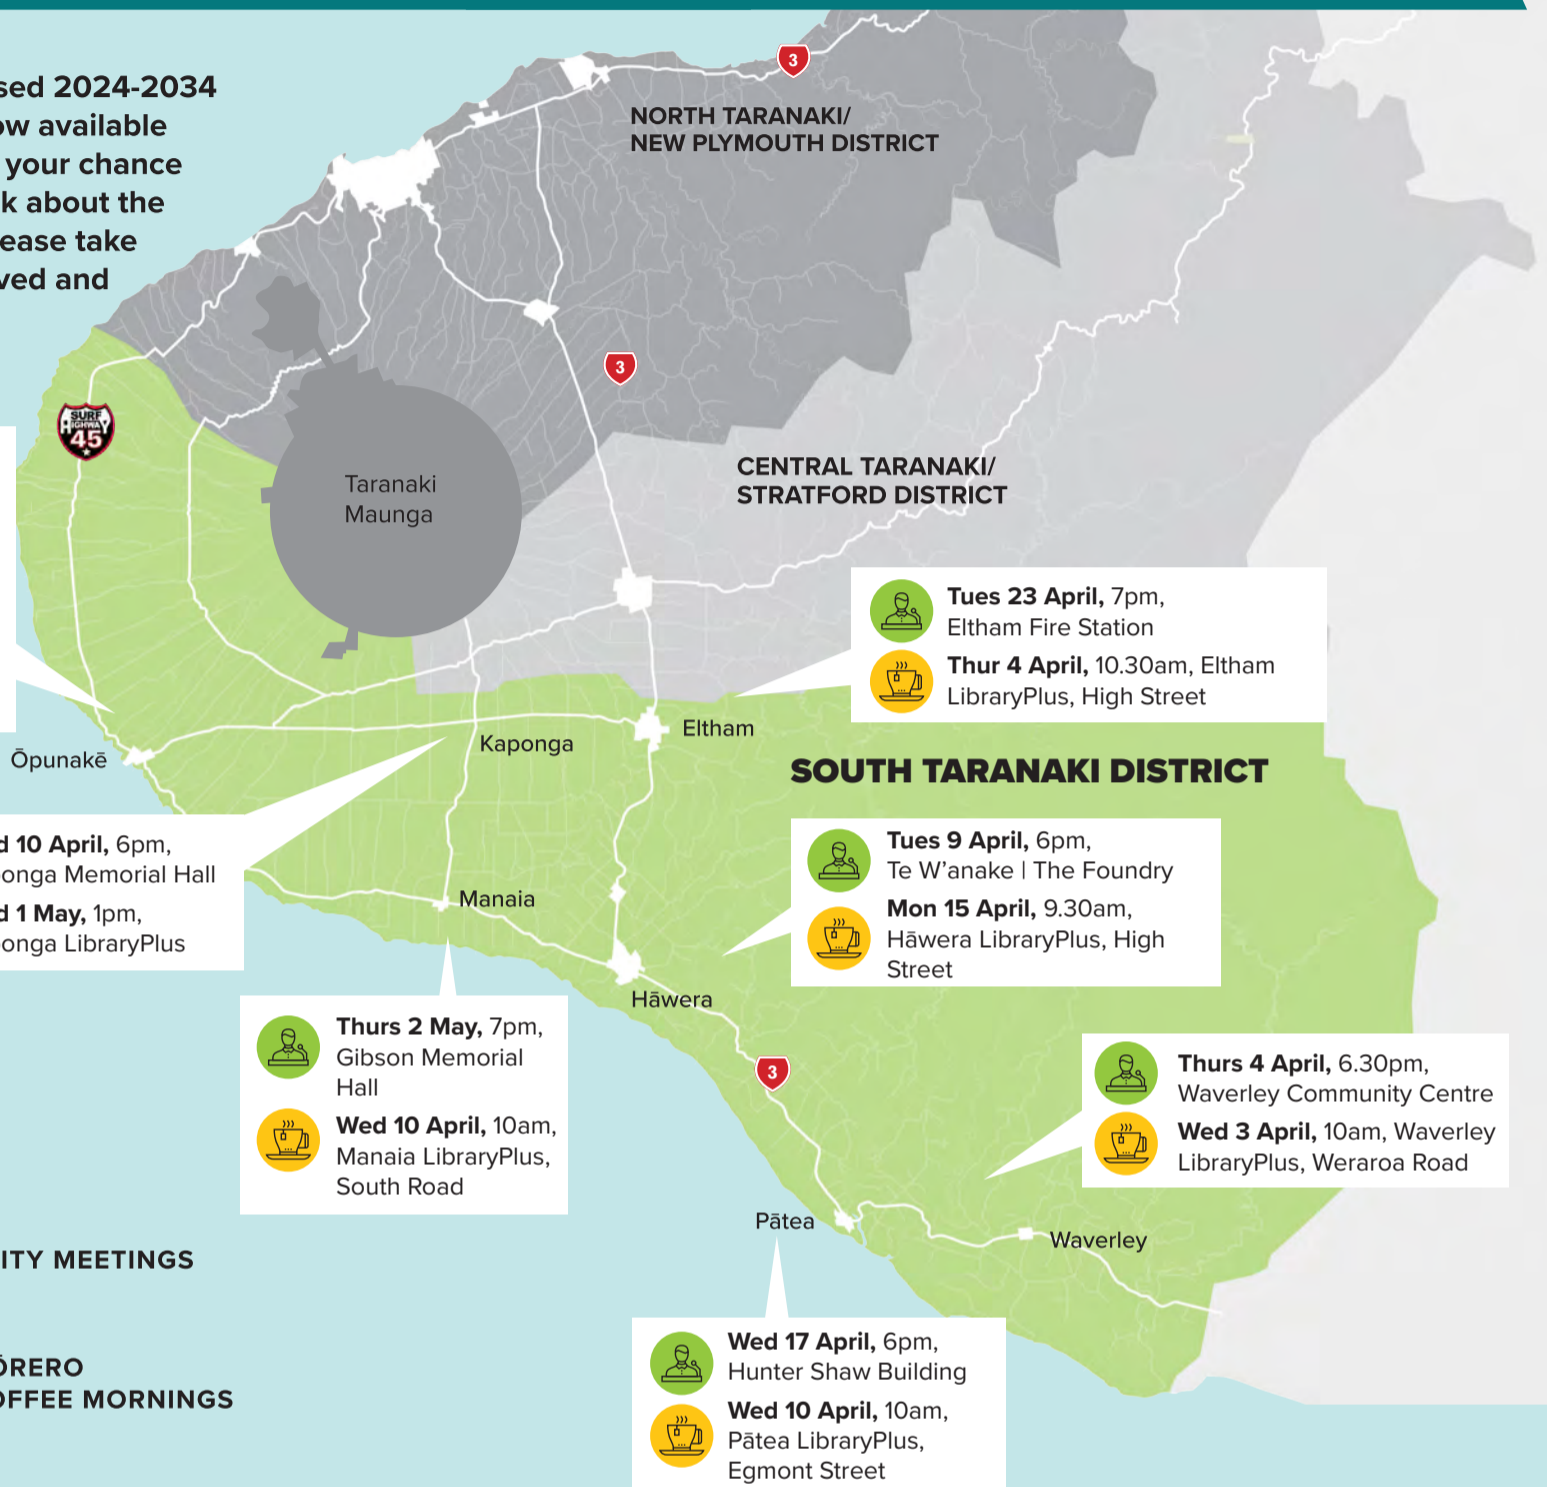 sed 2024-2034
ow available
your chance
k about the
ease take
ved and
3
NORTH TARANAKI/
NEW PLYMOUTH DISTRICT
3
SURF
HIGHWAY
45
Taranaki
Maunga
CENTRAL TARANAKI/
STRATFORD DISTRICT
Tues 23 April, 7pm,
Eltham Fire Station
Thur 4 April, 10.30am, Eltham
LibraryPlus, High Street
Eltham
Kaponga
Ōpunakē
SOUTH TARANAKI DISTRICT
d 10 April, 6pm,
onga Memorial Hall
d 1 May, 1pm,
onga LibraryPlus
Tues 9 April, 6pm,
Te W'anake | The Foundry
Mon 15 April, 9.30am,
Hāwera LibraryPlus, High
Street
Manaia
Hāwera
Thurs 2 May, 7pm,
Gibson Memorial
Hall
Wed 10 April, 10am,
Manaia LibraryPlus,
South Road
3
Thurs 4 April, 6.30pm,
Waverley Community Centre
Wed 3 April, 10am, Waverley
LibraryPlus, Weraroa Road
Pātea
Waverley
ITY MEETINGS
ŌRERO
OFFEE MORNINGS
Wed 17 April, 6pm,
Hunter Shaw Building
Wed 10 April, 10am,
Pātea LibraryPlus,
Egmont Street